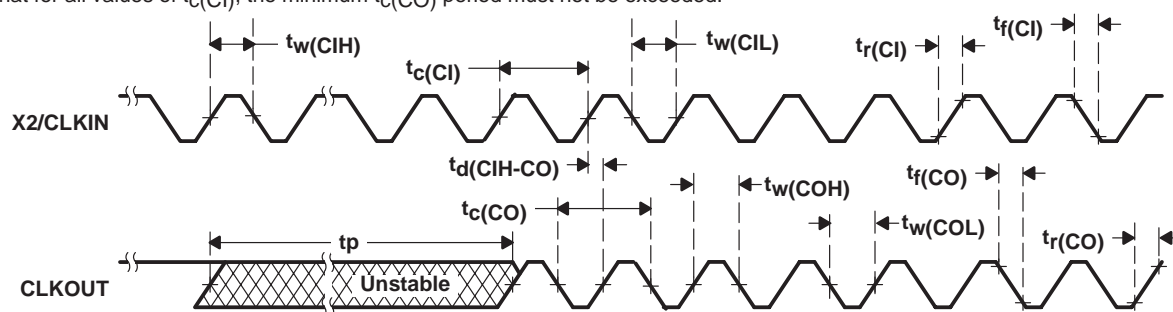 that for all values of tc(CI), the minimum tc(CO) period must not be exceeded.
tw(CIH)
tc(CI)
tw(CIL)
tr(CI)
tf(CI)
X2/CLKIN
td(CIH-CO)
tc(CO)
tw(COH)
tw(COL)
tf(CO)
tr(CO)
tp
CLKOUT
Unstable